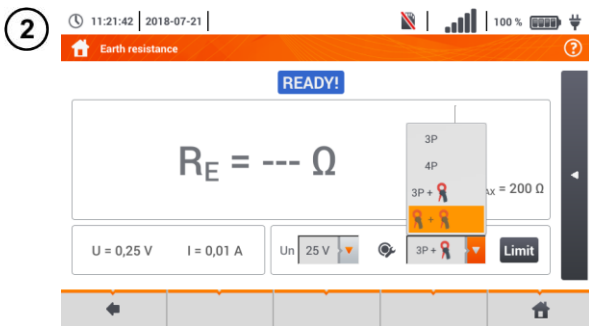 2
11:21:42 2018-07-21 100 %
Earth resistance ?
READY!
3P
4P
RE = --- Ω
3P + = 200 Ω
+
U = 0,25 V I = 0,01 A Un 25 V 3P + Limit